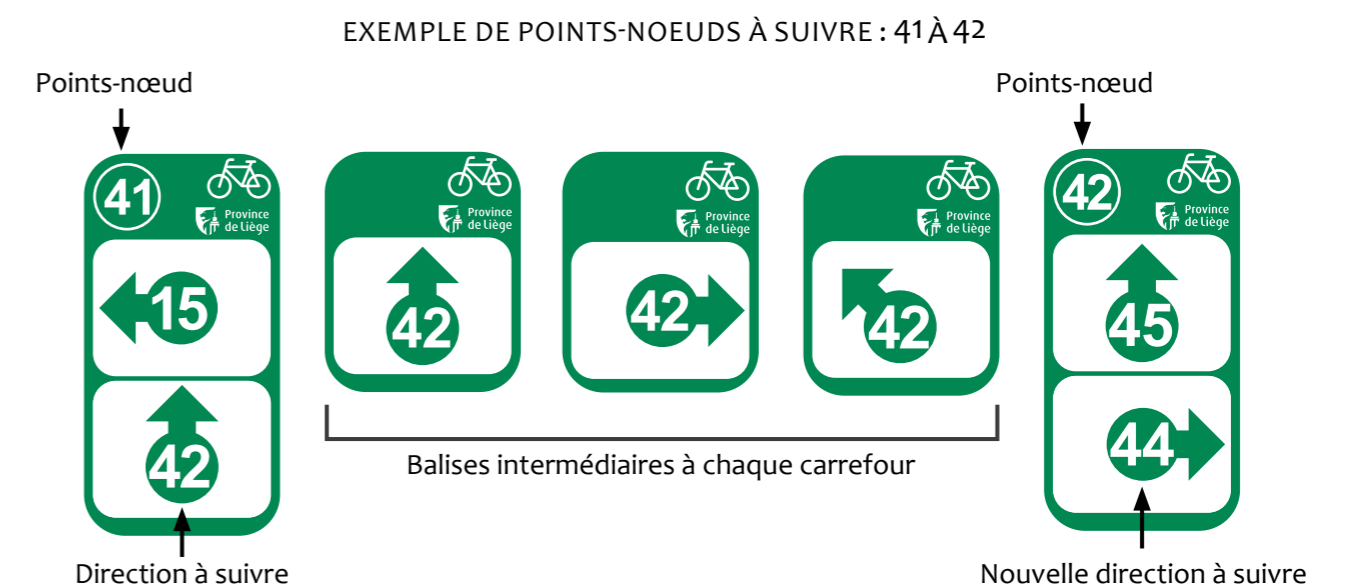 EXEMPLE DE POINTS-NOEUDS À SUIVRE : 41 À 42
Points-nœud
Points-nœud
41
Province
de Liège
15
42
Direction à suivre
Province
de Liège
42
Province
de Liège
42
Province
de Liège
42
Balises intermédiaires à chaque carrefour
42
Province
de Liège
45
44
Nouvelle direction à suivre